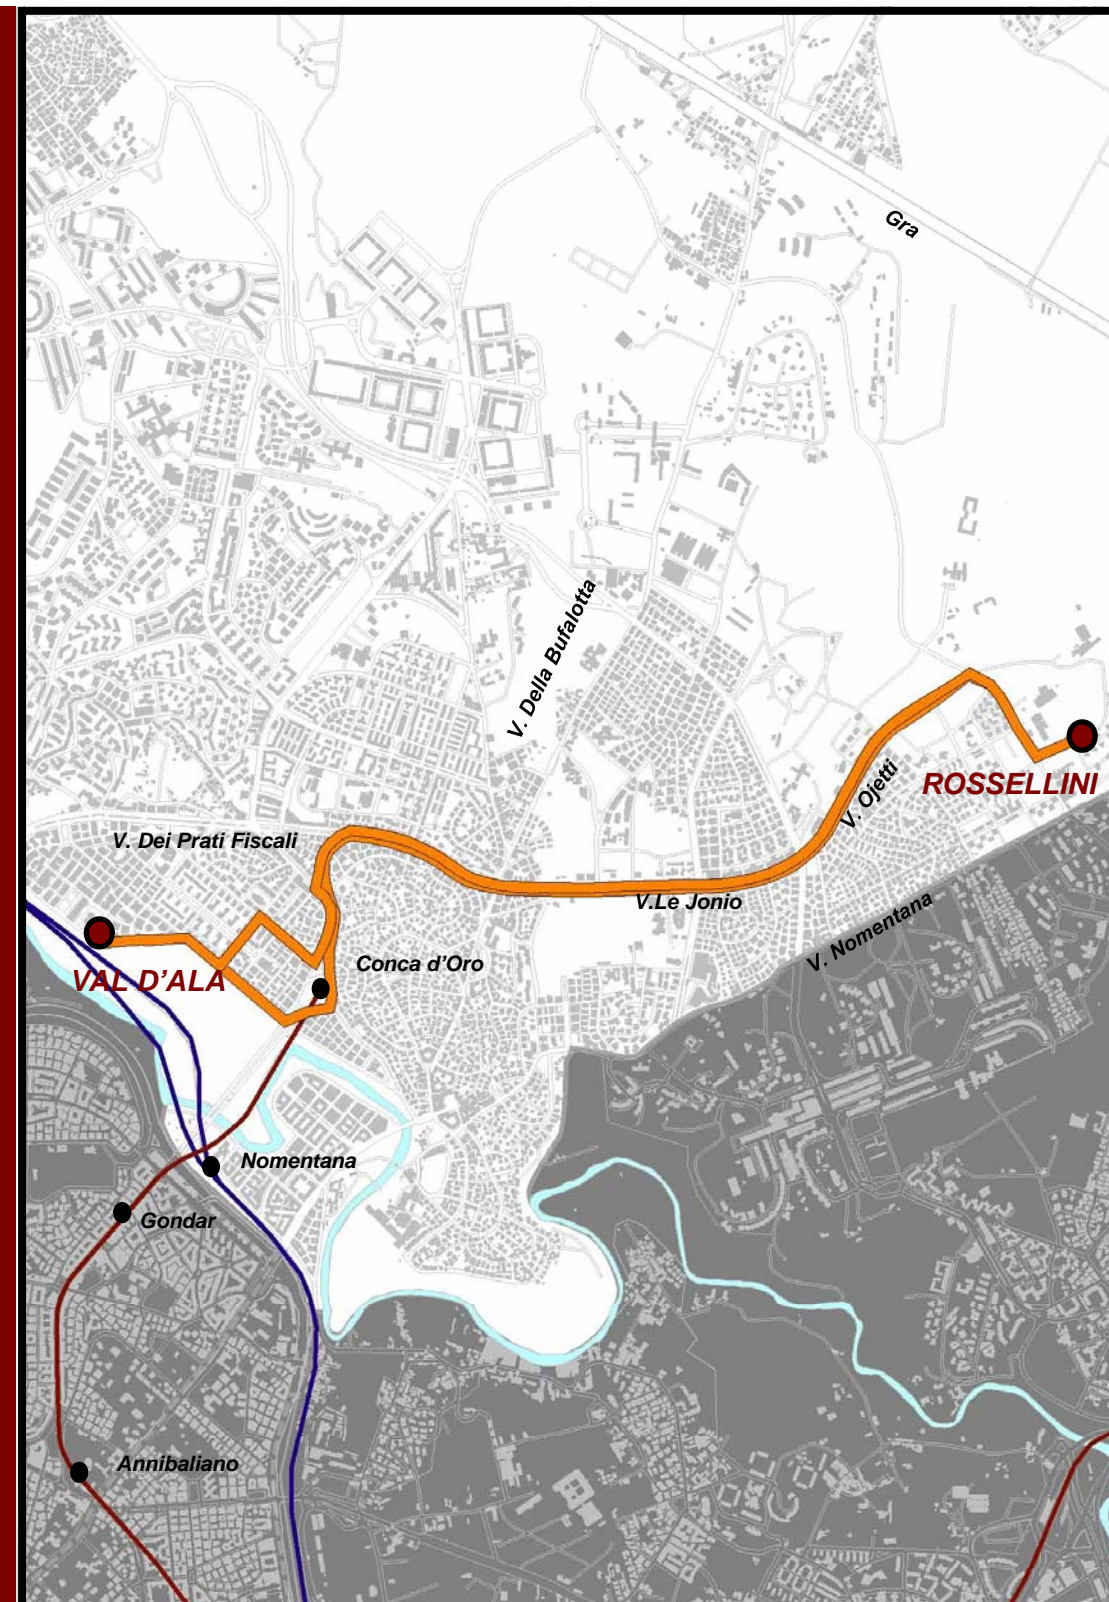 Gra
V. Della Bufalotta
V. Ojetti
ROSSELLINI
V. Dei Prati Fiscali
V.Le Jonio
V. Nomentana
Conca d'Oro
VAL D'ALA
Nomentana
Gondar
Annibaliano